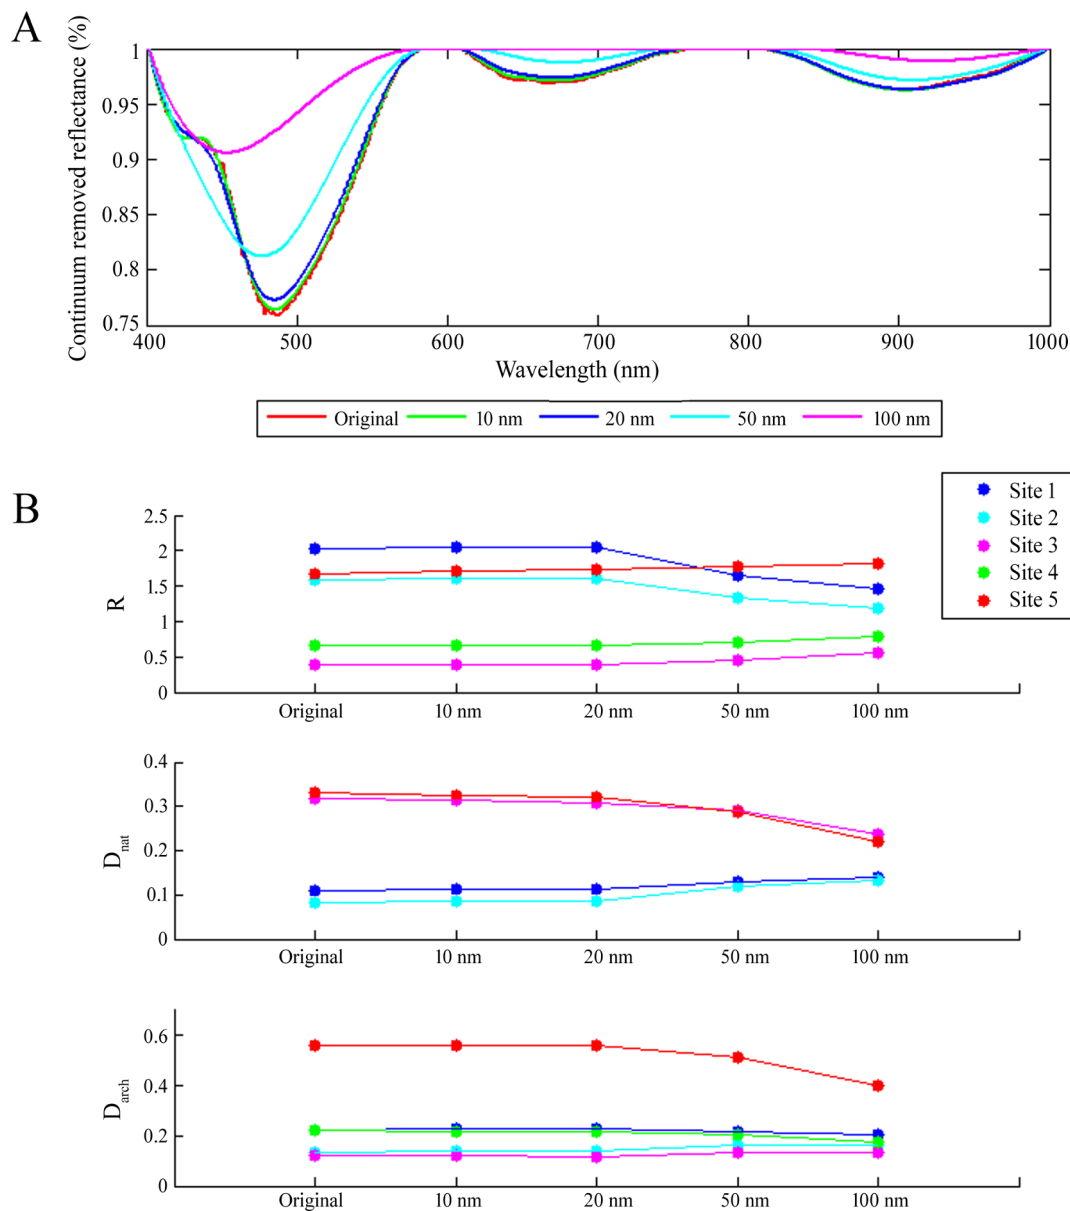 A
Continuum removed reflectance (%)
1
0.95
0.9
0.85
0.8
0.75
400 500 600 700 800 900 1000
Wavelength (nm)
Original 10 nm 20 nm 50 nm 100 nm
B
Site 1
Site 2
Site 3
Site 4
Site 5
R
2.5
2
1.5
1
0.5
0
Original 10 nm 20 nm 50 nm 100 nm
Dnat
0.4
0.3
0.2
0.1
0
Original 10 nm 20 nm 50 nm 100 nm
Darch
0.6
0.4
0.2
0
Original 10 nm 20 nm 50 nm 100 nm